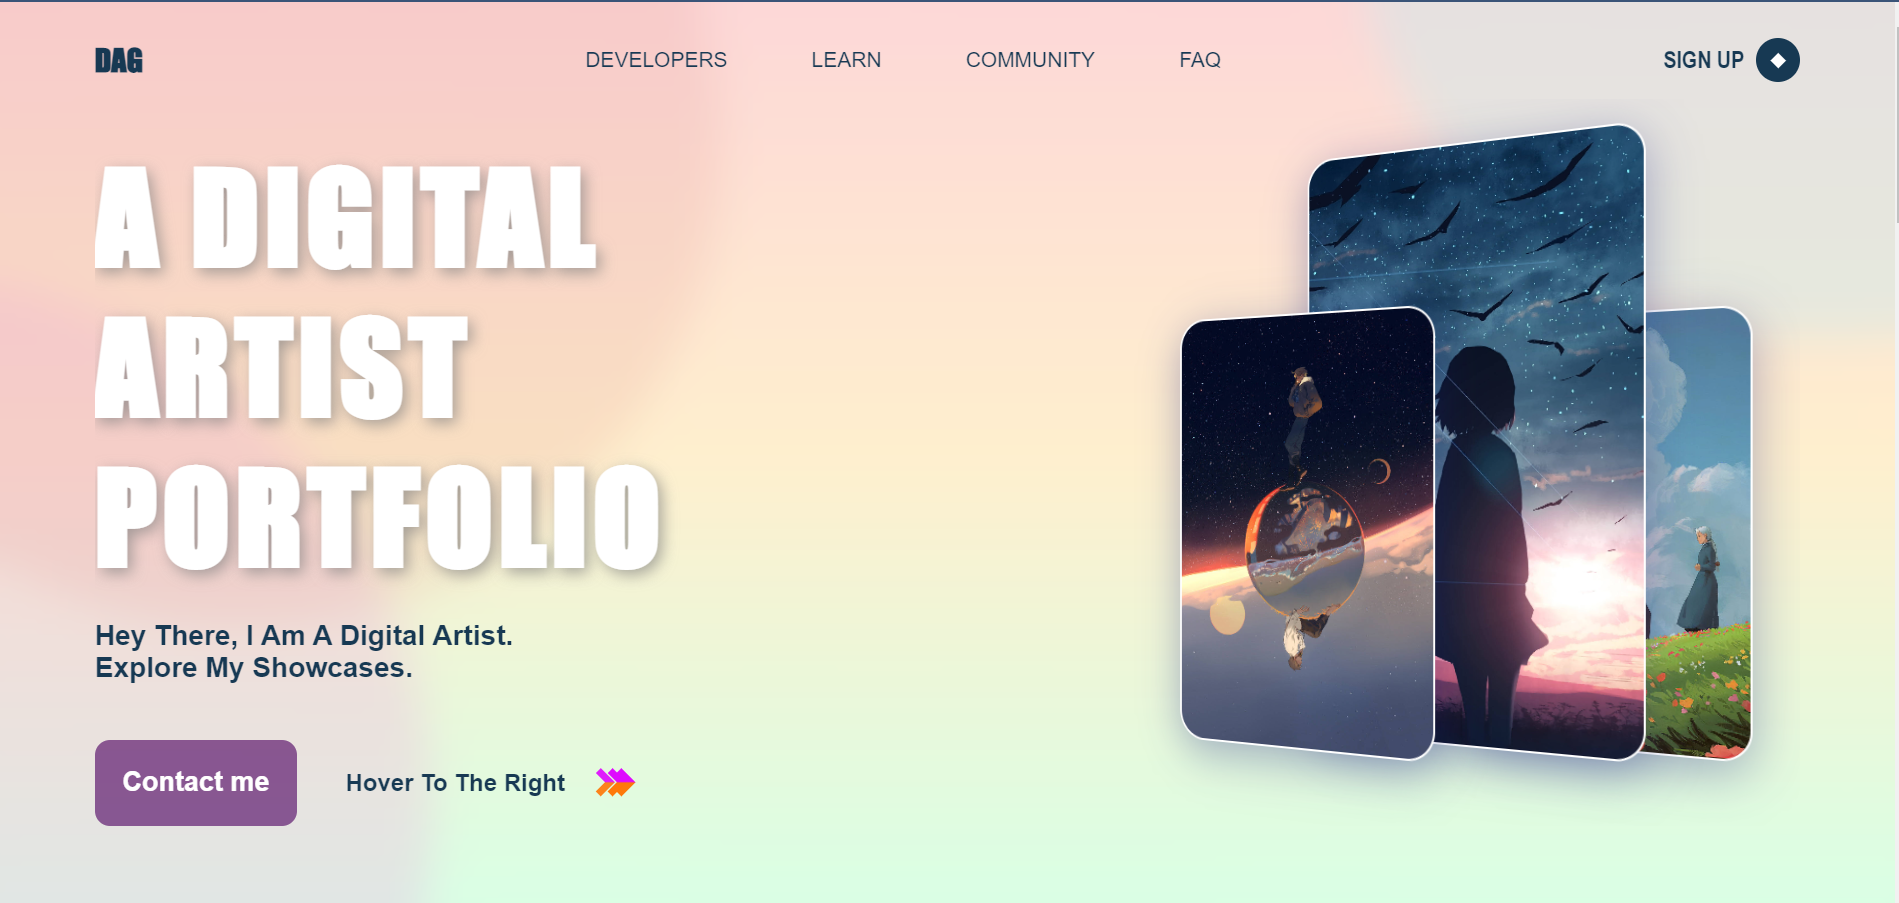 DAG
DEVELOPERS
LEARN
COMMUNITY
FAQ
SIGN UP
A DIGITAL
ARTIST
PORTFOLIO
Hey There, I Am A Digital Artist.
Explore My Showcases.
Contact me
Hover To The Right